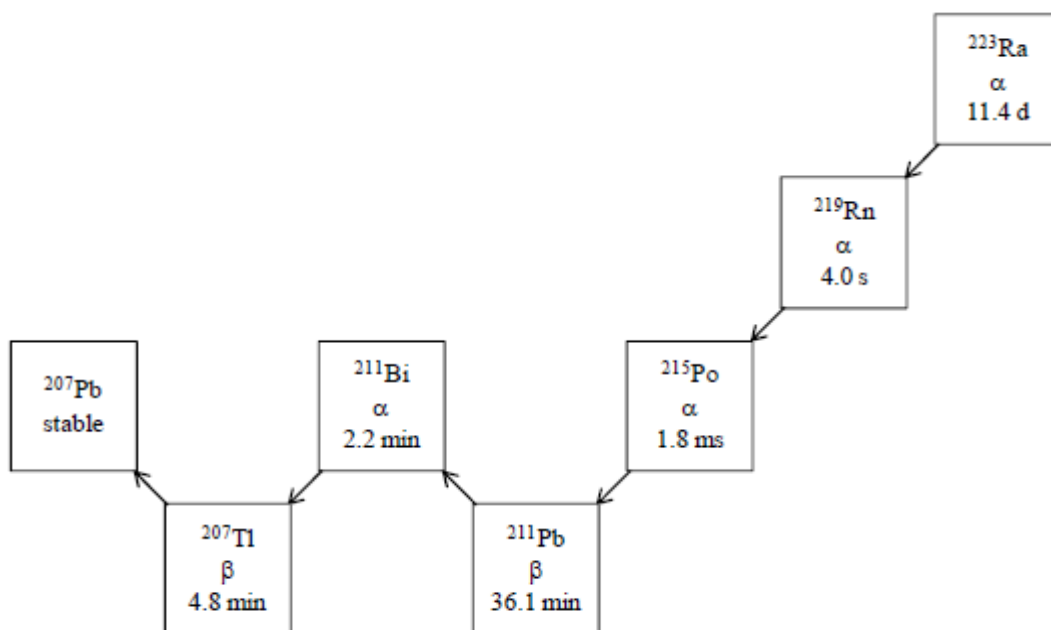 ²²³Ra
α
11.4 d
²¹⁹Rn
α
4.0 s
²⁰⁷Pb
stable
²¹¹Bi
α
2.2 min
²¹⁵Po
α
1.8 ms
²⁰⁷Tl
β
4.8 min
²¹¹Pb
β
36.1 min